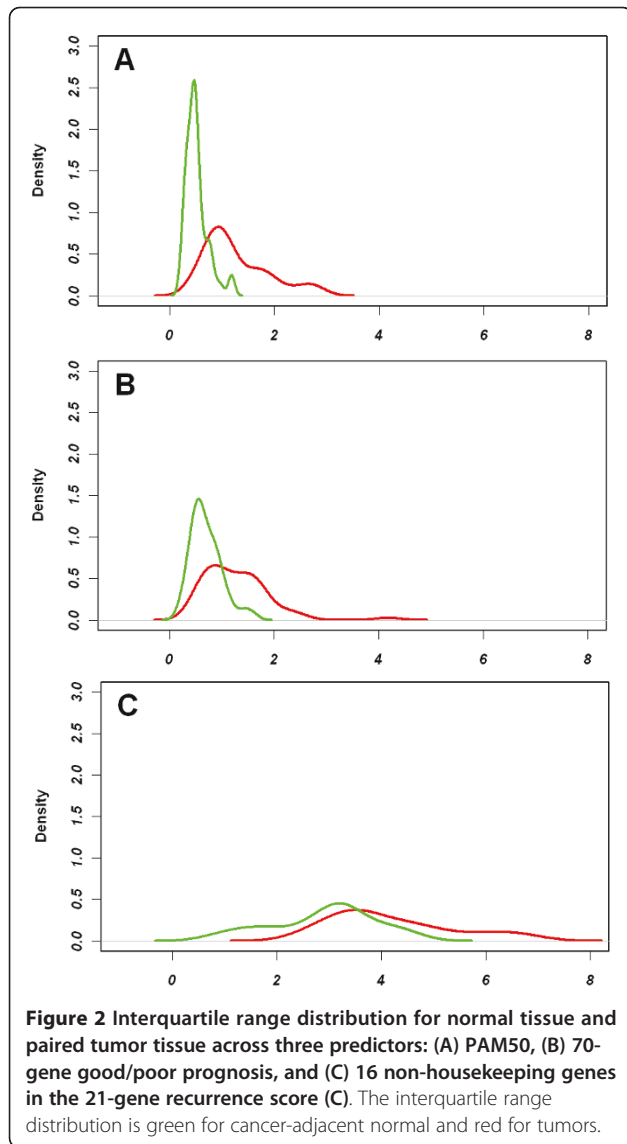 A
Density
3.0
2.5
2.0
1.5
1.0
0.5
0.0
0 2 4 6 8
B
Density
3.0
2.5
2.0
1.5
1.0
0.5
0.0
0 2 4 6 8
C
Density
3.0
2.5
2.0
1.5
1.0
0.5
0.0
0 2 4 6 8
Figure 2 Interquartile range distribution for normal tissue and
paired tumor tissue across three predictors: (A) PAM50, (B) 70-
gene good/poor prognosis, and (C) 16 non-housekeeping genes
in the 21-gene recurrence score (C). The interquartile range
distribution is green for cancer-adjacent normal and red for tumors.